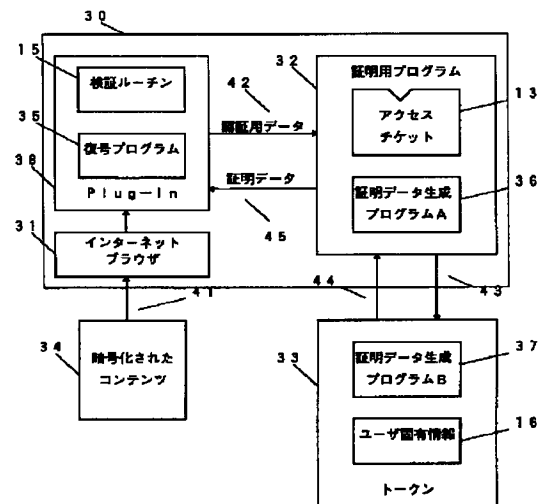 30
15
検証ルーチン
42
32
証明用プログラム
13
アクセス
チケット
35
復号プログラム
認証用データ
38
Plug-In
証明データ
36
証明データ生成
プログラムA
45
31
インターネット
ブラウザ
41
44
43
34
暗号化された
コンテンツ
33
37
証明データ生成
プログラムB
ユーザ固有情報
16
トークン